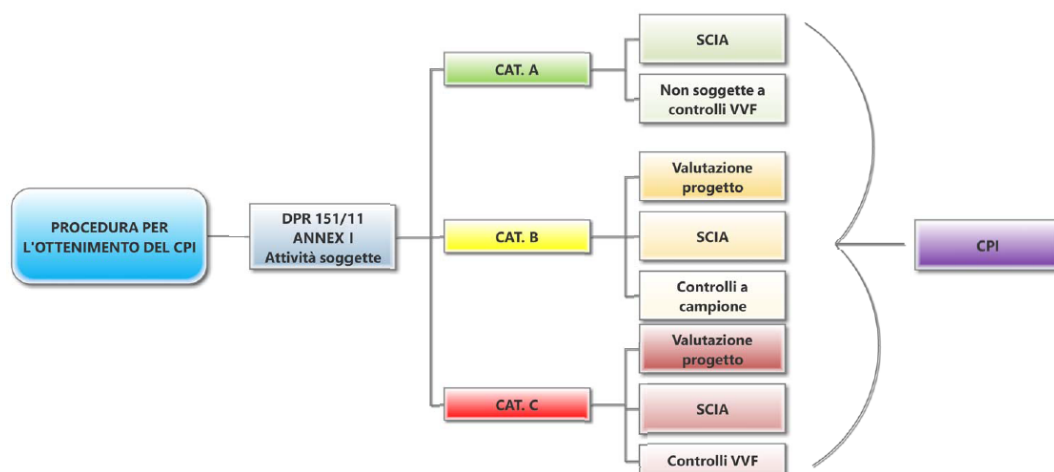 PROCEDURA PER
L'OTTENIMENTO DEL CPI
DPR 151/11
ANNEX I
Attività soggette
CAT. A
SCIA
Non soggette a
controlli VVF
CAT. B
Valutazione
progetto
SCIA
Controlli a
campione
CAT. C
Valutazione
progetto
SCIA
Controlli VVF
CPI